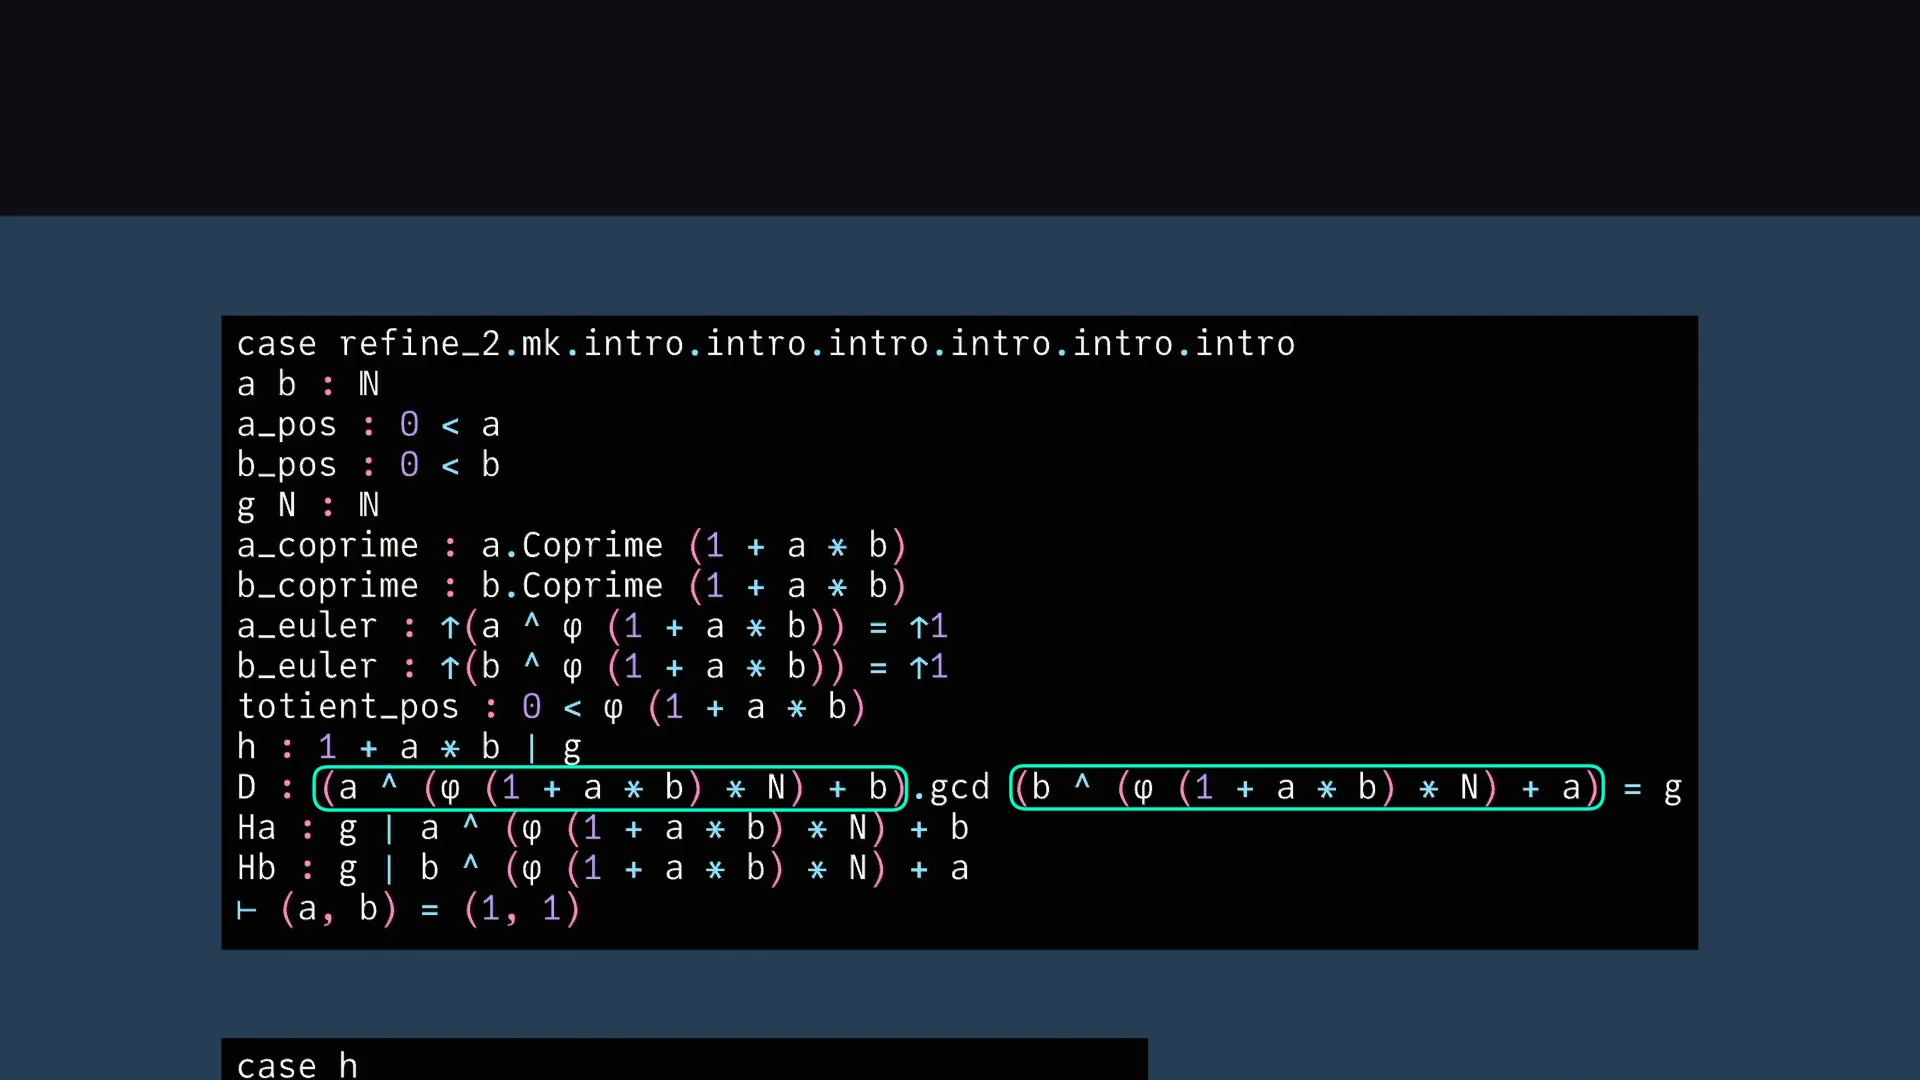 case refine_2.mk.intro.intro.intro.intro.intro.intro
a b : ℕ
a_pos : 0 < a
b_pos : 0 < b
g N : ℕ
a_coprime : a.Coprime (1 + a * b)
b_coprime : b.Coprime (1 + a * b)
a_euler : ↑(a ^ φ (1 + a * b)) = ↑1
b_euler : ↑(b ^ φ (1 + a * b)) = ↑1
totient_pos : 0 < φ (1 + a * b)
h : 1 + a * b ∣ g
D : (a ^ (φ (1 + a * b) * N) + b).gcd (b ^ (φ (1 + a * b) * N) + a) = g
Ha : g ∣ a ^ (φ (1 + a * b) * N) + b
Hb : g ∣ b ^ (φ (1 + a * b) * N) + a
⊢ (a, b) = (1, 1)
case h